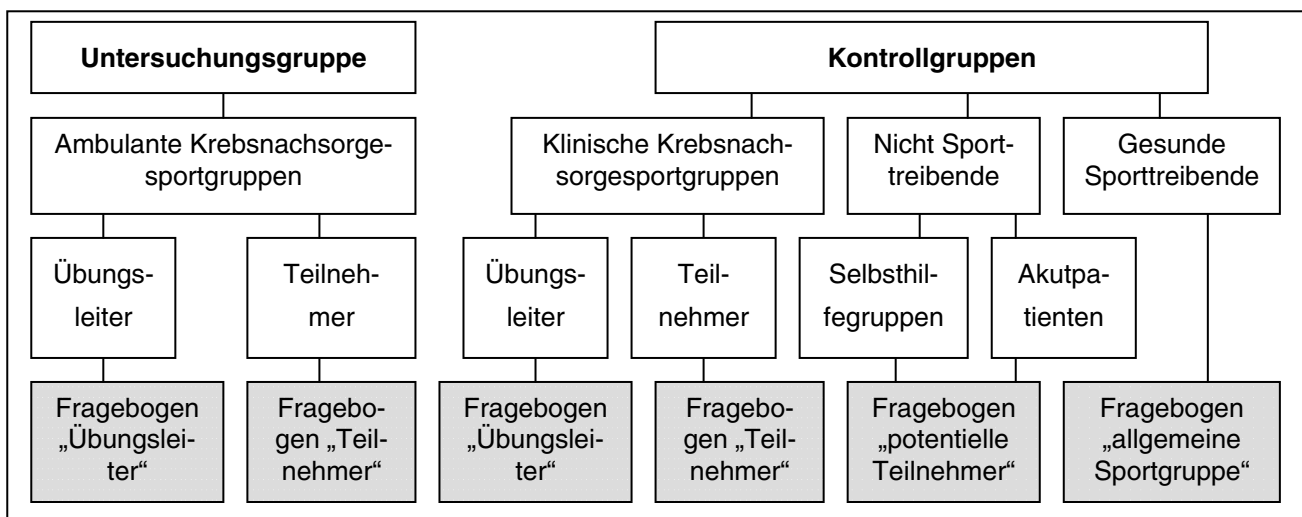 Untersuchungsgruppe
Kontrollgruppen
Ambulante Krebsnachsorge-
sportgruppen
Klinische Krebsnach-
sorgesportgruppen
Nicht Sport-
treibende
Gesunde
Sporttreibende
Übungs-
leiter
Teilneh-
mer
Übungs-
leiter
Teil-
nehmer
Selbsthil-
fegruppen
Akutpa-
tienten
Fragebogen
„Übungslei-
ter“
Fragebo-
gen „Teil-
nehmer“
Fragebogen
„Übungslei-
ter“
Fragebo-
gen „Teil-
nehmer“
Fragebogen
„potentielle
Teilnehmer“
Fragebogen
„allgemeine
Sportgruppe“